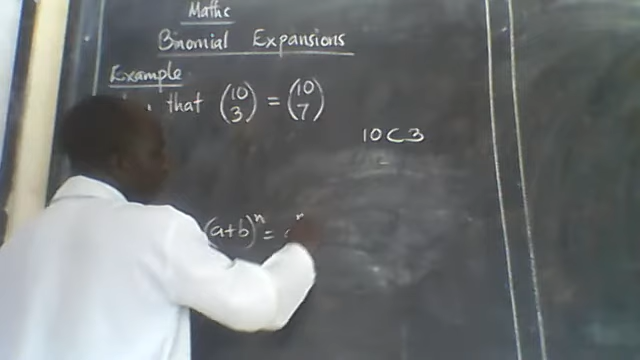 Maths
Binomial Expansions
Example
that (10 3) = (10 7)
10C3
(a+b)^n = a^n